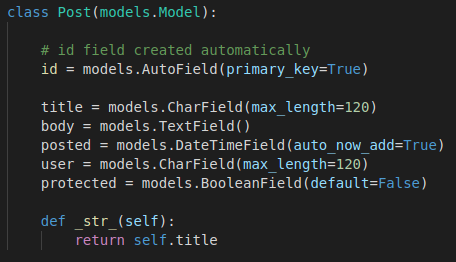 class Post(models.Model):
# id field created automatically
id = models.AutoField(primary_key=True)
title = models.CharField(max_length=120)
body = models.TextField()
posted = models.DateTimeField(auto_now_add=True)
user = models.CharField(max_length=120)
protected = models.BooleanField(default=False)
def _str_(self):
return self.title